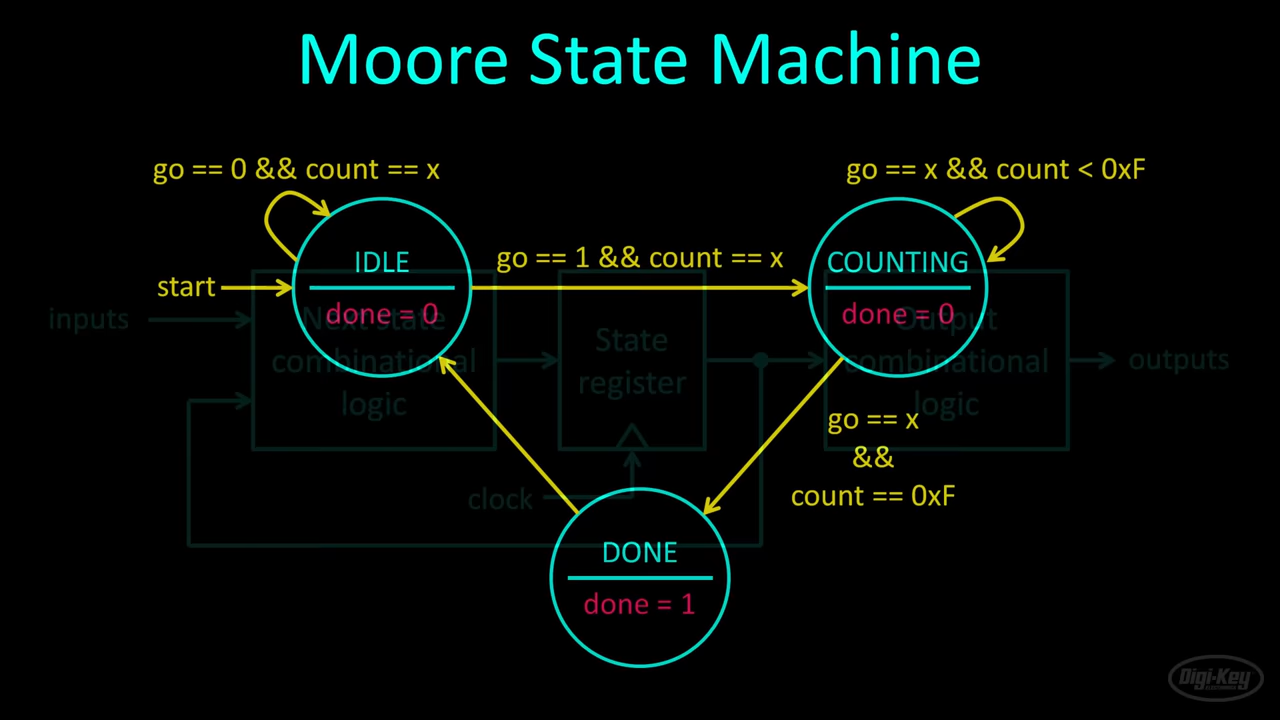 Moore State Machine
go == 0 && count == x
go == x && count < 0xF
IDLE
go == 1 && count == x
COUNTING
start
done = 0
done = 0
inputs
Next state
combinational
logic
State
register
Output
combinational
logic
outputs
go == x
&&
count == 0xF
clock
DONE
done = 1
Digi-Key
ELECTRONICS